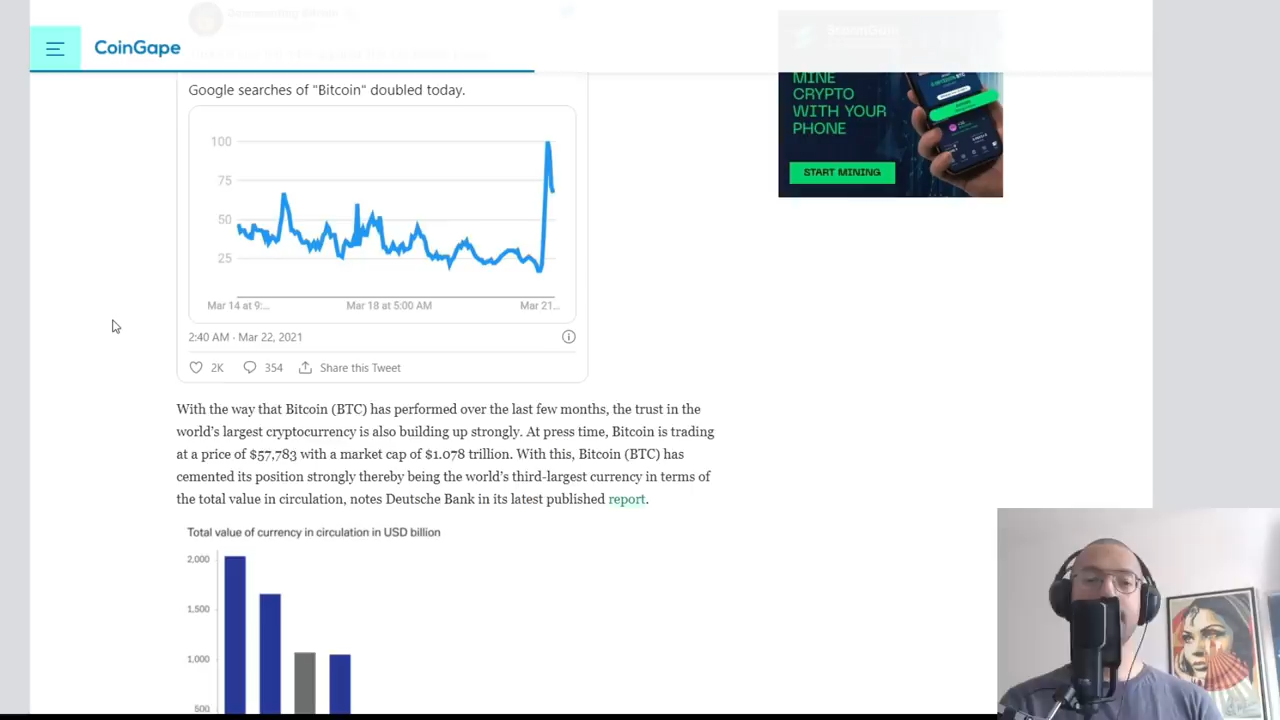 Documenting Bitcoin
CoinGape
Google searches of "Bitcoin" doubled today.
100
75
50
25
Mar 14 at 9:...
Mar 18 at 5:00 AM
Mar 21...
2:40 AM · Mar 22, 2021
2K
354
Share this Tweet
MINE
CRYPTO
WITH YOUR
PHONE
START MINING
With the way that Bitcoin (BTC) has performed over the last few months, the trust in the
world's largest cryptocurrency is also building up strongly. At press time, Bitcoin is trading
at a price of $57,783 with a market cap of $1.078 trillion. With this, Bitcoin (BTC) has
cemented its position strongly thereby being the world's third-largest currency in terms of
the total value in circulation, notes Deutsche Bank in its latest published report.
Total value of currency in circulation in USD billion
2,000
1,500
1,000
500